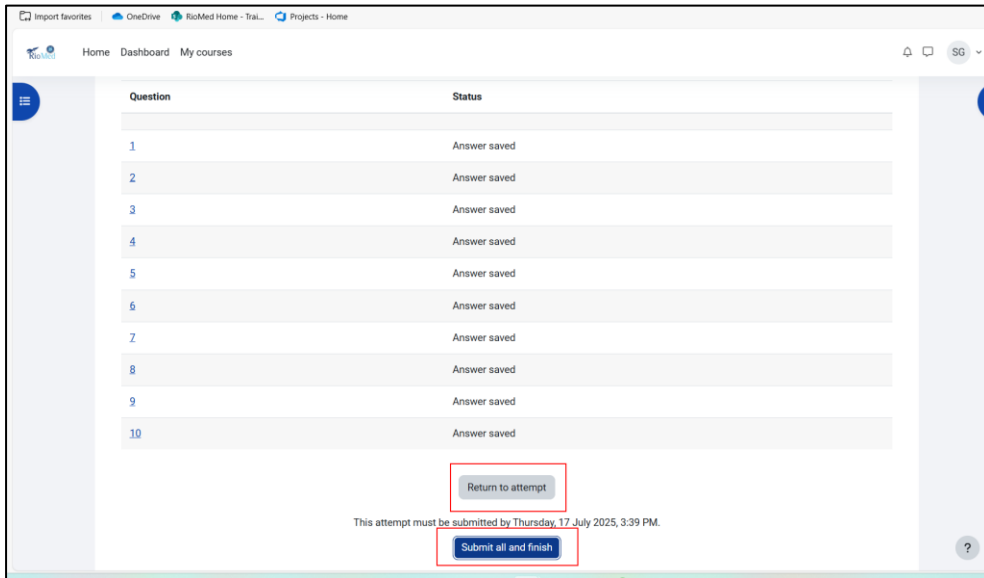 Import favorites OneDrive RioMed Home - Trai... Projects - Home
RioMed Home Dashboard My courses SG
Question Status
1 Answer saved
2 Answer saved
3 Answer saved
4 Answer saved
5 Answer saved
6 Answer saved
7 Answer saved
8 Answer saved
9 Answer saved
10 Answer saved
Return to attempt
This attempt must be submitted by Thursday, 17 July 2025, 3:39 PM.
Submit all and finish
?